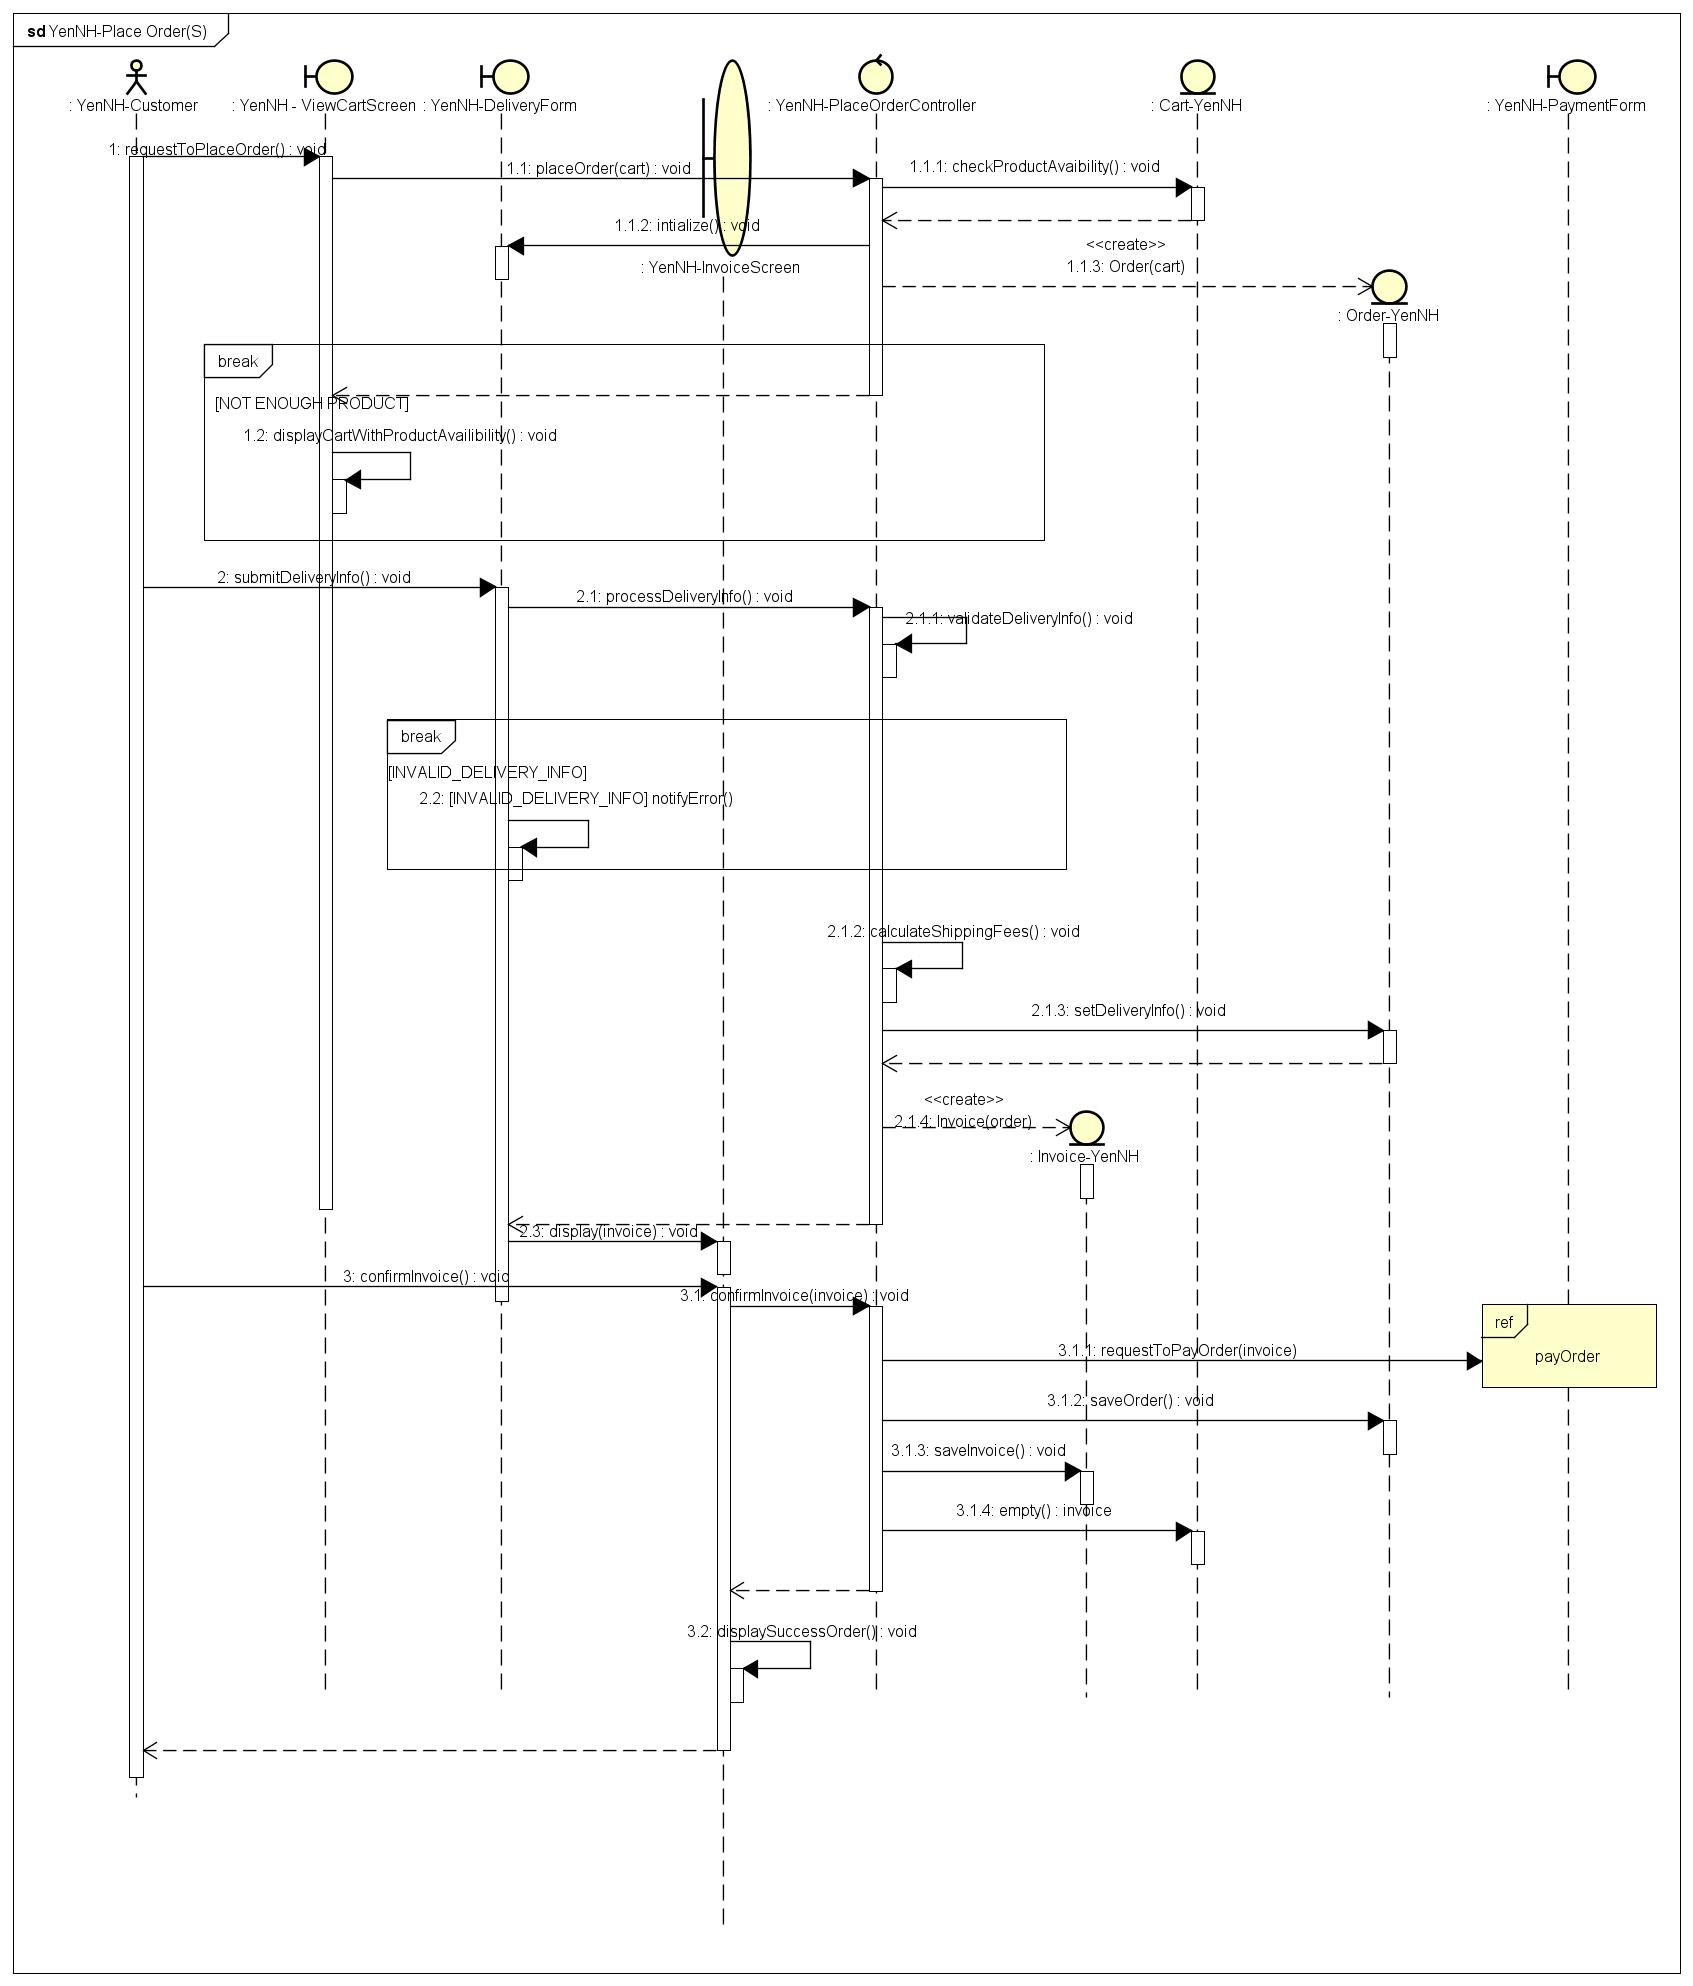 sd YenNH-Place Order(S)
: YenNH-Customer
: YenNH - ViewCartScreen
: YenNH-DeliveryForm
: YenNH-PlaceOrderController
: Cart-YenNH
: YenNH-PaymentForm
1: requestToPlaceOrder() : void
1.1: placeOrder(cart) : void
1.1.1: checkProductAvaibility() : void
1.1.2: intialize() : void
<<create>>
: YenNH-InvoiceScreen
1.1.3: Order(cart)
: Order-YenNH
break
[NOT ENOUGH PRODUCT]
1.2: displayCartWithProductAvailibility() : void
2: submitDeliveryInfo() : void
2.1: processDeliveryInfo() : void
2.1.1: validateDeliveryInfo() : void
break
[INVALID_DELIVERY_INFO]
2.2: [INVALID_DELIVERY_INFO] notifyError()
2.1.2: calculateShippingFees() : void
2.1.3: setDeliveryInfo() : void
<<create>>
2.1.4: Invoice(order)
: Invoice-YenNH
2.3: display(invoice) : void
3: confirmInvoice() : void
3.1: confirmInvoice(invoice) : void
ref
3.1.1: requestToPayOrder(invoice)
payOrder
3.1.2: saveOrder() : void
3.1.3: saveInvoice() : void
3.1.4: empty() : invoice
3.2: displaySuccessOrder() : void